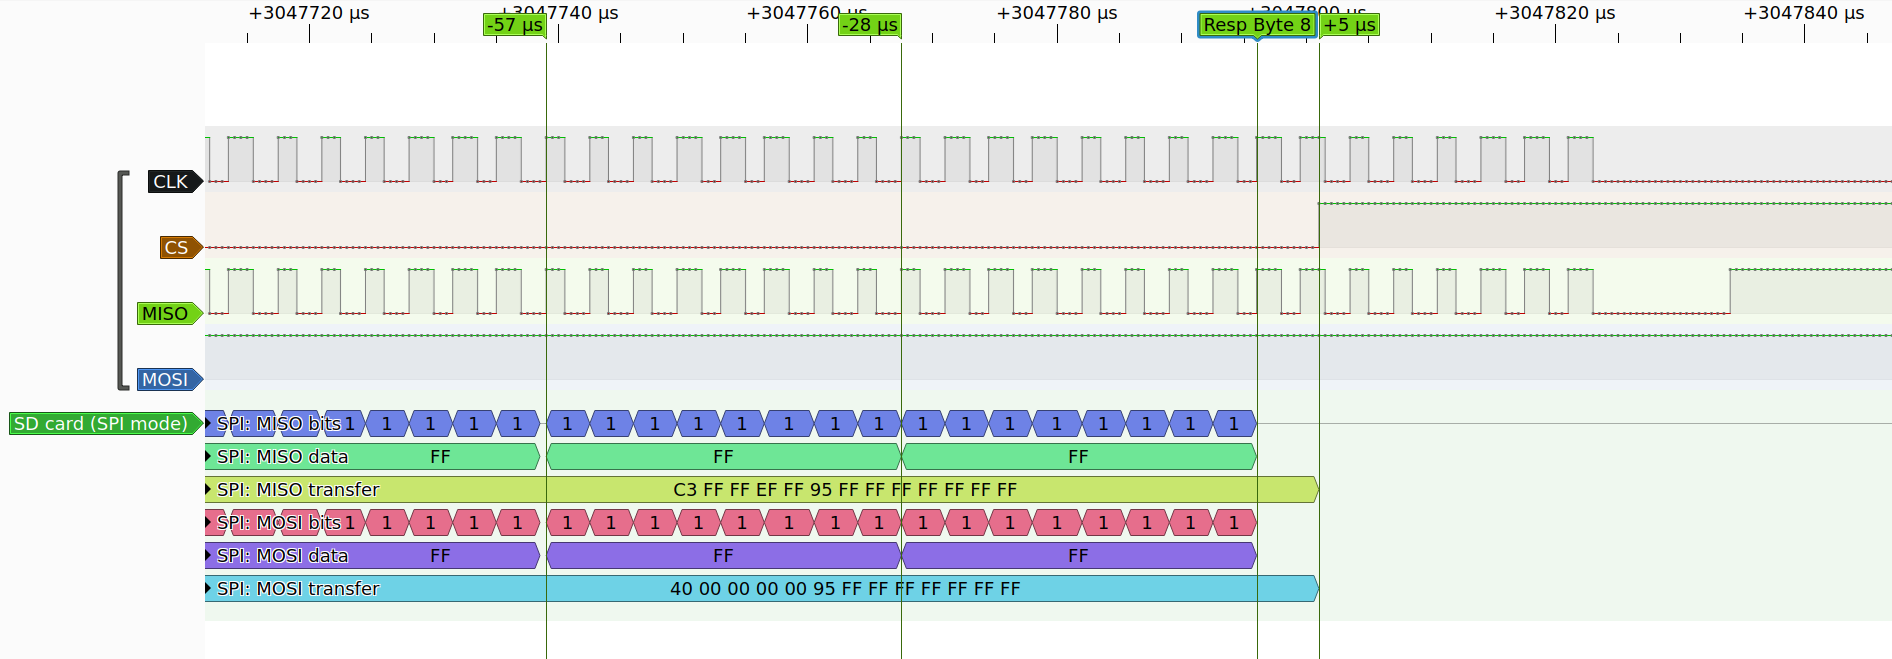 +3047720 µs +3047740 µs +3047760 µs +3047780 µs +3047800 µs +3047820 µs +3047840 µs
-57 µs -28 µs Resp Byte 8 +5 µs
CLK
CS
MISO
MOSI
SD card (SPI mode) SPI: MISO bits 1 1 1 1 1 1 1 1 1 1 1 1 1 1 1 1 1 1 1 1 1
SPI: MISO data FF FF FF
SPI: MISO transfer C3 FF FF EF FF 95 FF FF FF FF FF FF FF
SPI: MOSI bits 1 1 1 1 1 1 1 1 1 1 1 1 1 1 1 1 1 1 1 1 1
SPI: MOSI data FF FF FF
SPI: MOSI transfer 40 00 00 00 00 95 FF FF FF FF FF FF FF